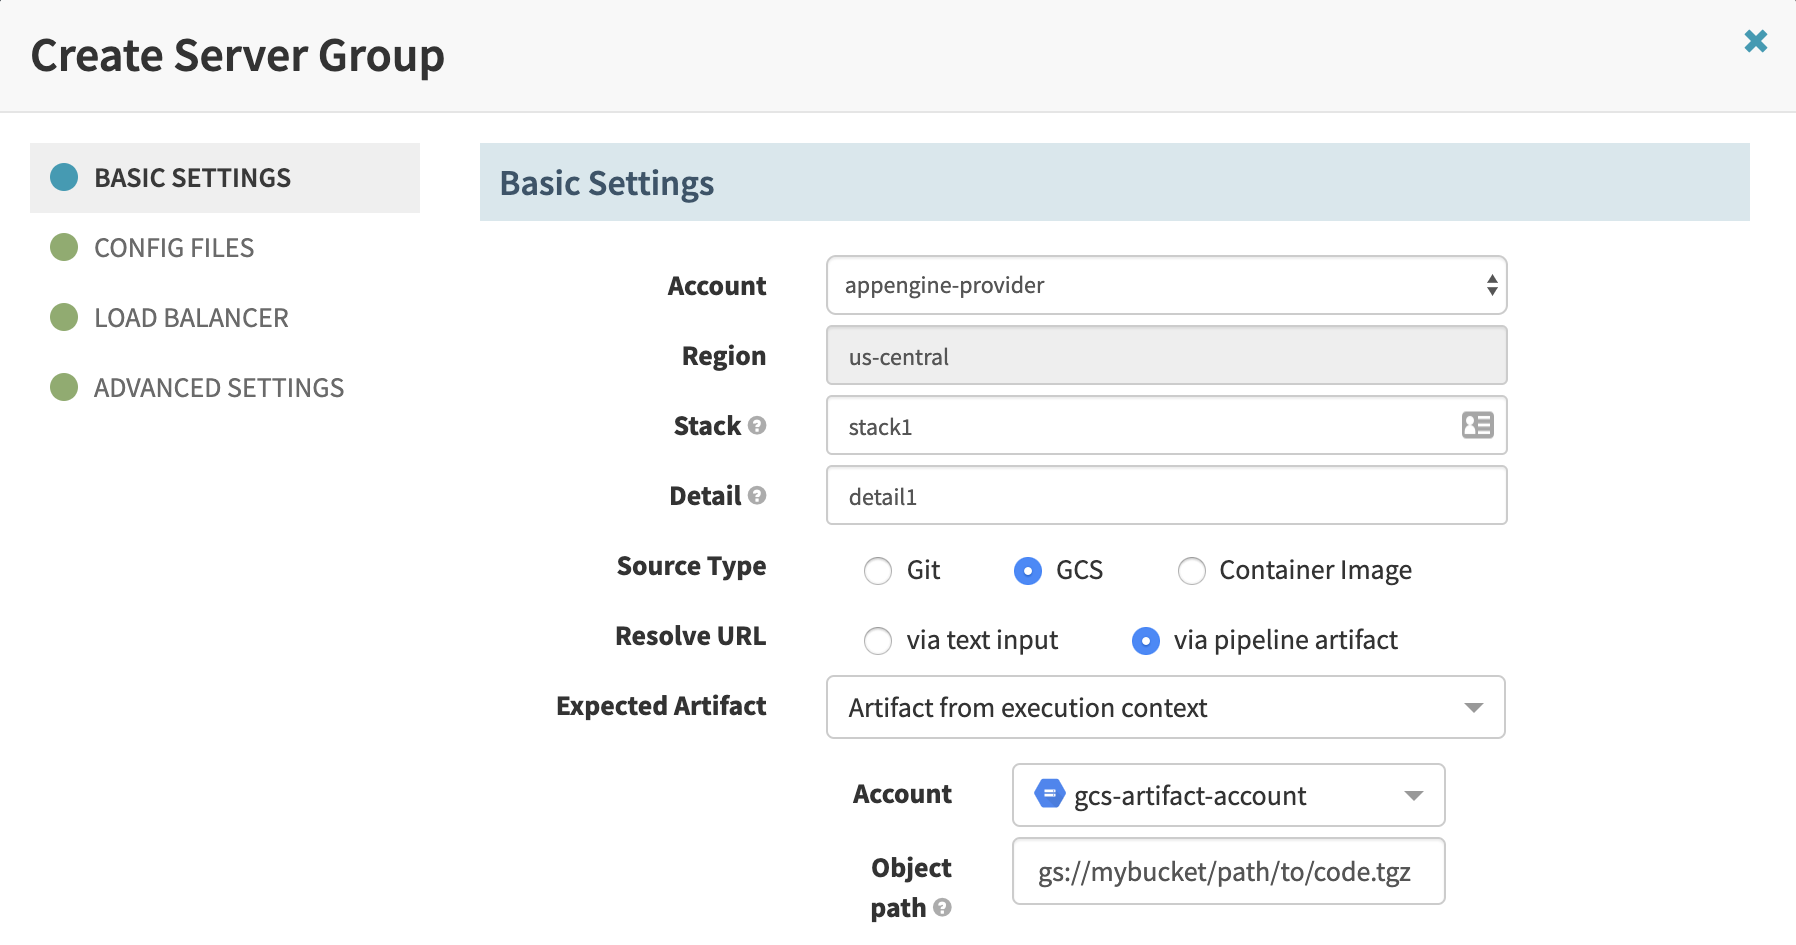 Create Server Group
BASIC SETTINGS
CONFIG FILES
LOAD BALANCER
ADVANCED SETTINGS
Basic Settings
Account appengine-provider
Region us-central
Stack stack1
Detail detail1
Source Type Git GCS Container Image
Resolve URL via text input via pipeline artifact
Expected Artifact Artifact from execution context
Account gcs-artifact-account
Object path gs://mybucket/path/to/code.tgz